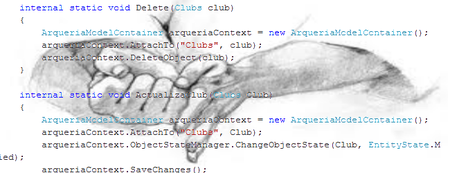 internal static void Delete(Clubs club)
{
ArqueriaModelContainer arqueriaContext = new ArqueriaModelContainer();
arqueriaContext.AttachTo("Clubs", club);
arqueriaContext.DeleteObject(club);
}
internal static void ActualizaClub(Clubs Club)
{
ArqueriaModelContainer arqueriaContext = new ArqueriaModelContainer();
arqueriaContext.AttachTo("Clubs", Club);
arqueriaContext.ObjectStateManager.ChangeObjectState(Club, EntityState.M
ied);
arqueriaContext.SaveChanges();